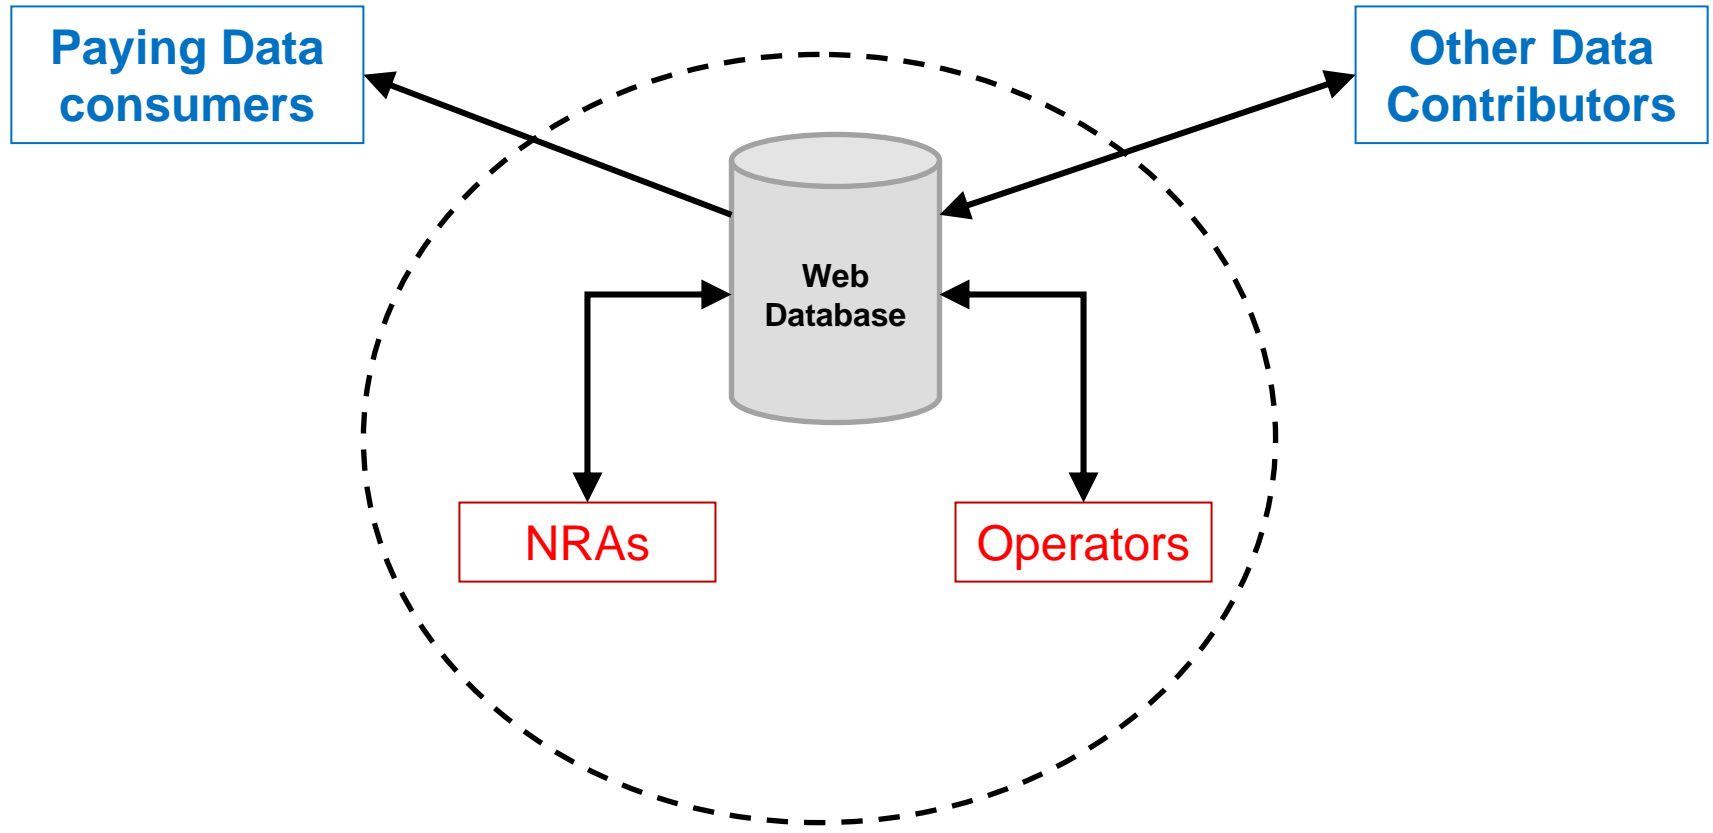 Paying Data
consumers
Other Data
Contributors
Web
Database
NRAs
Operators